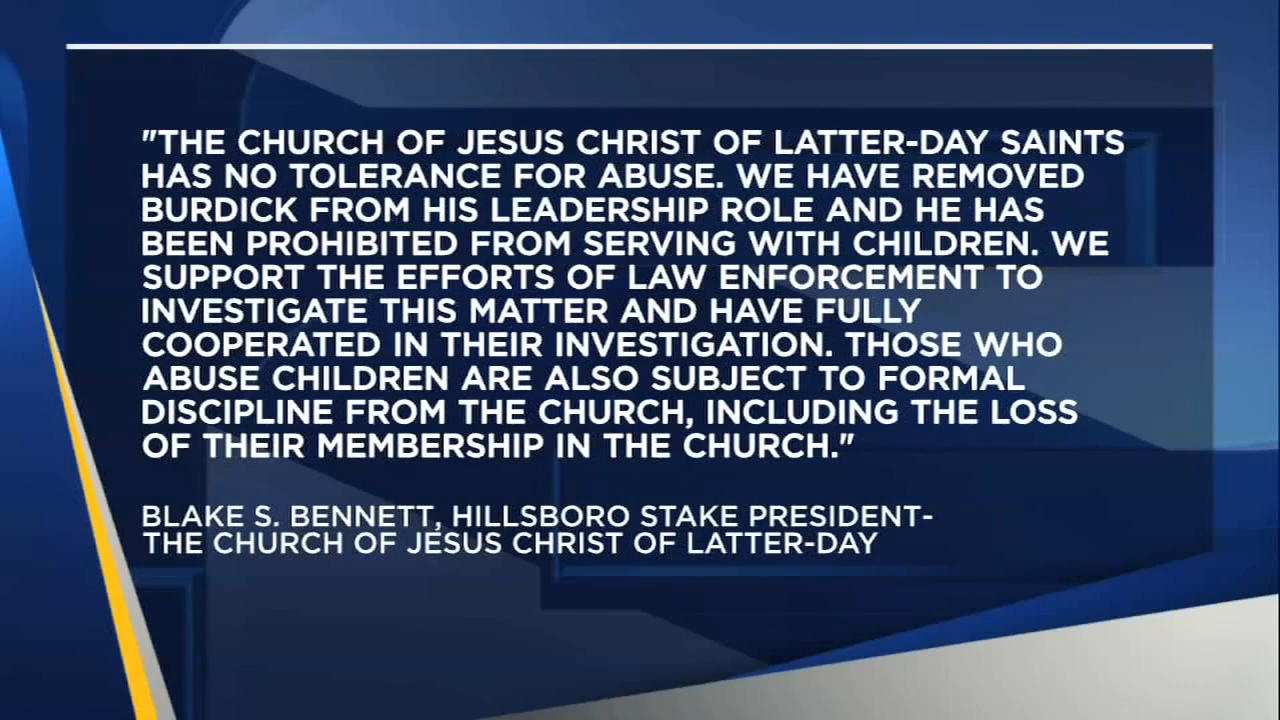 "THE CHURCH OF JESUS CHRIST OF LATTER-DAY SAINTS
HAS NO TOLERANCE FOR ABUSE. WE HAVE REMOVED
BURDICK FROM HIS LEADERSHIP ROLE AND HE HAS
BEEN PROHIBITED FROM SERVING WITH CHILDREN. WE
SUPPORT THE EFFORTS OF LAW ENFORCEMENT TO
INVESTIGATE THIS MATTER AND HAVE FULLY
COOPERATED IN THEIR INVESTIGATION. THOSE WHO
ABUSE CHILDREN ARE ALSO SUBJECT TO FORMAL
DISCIPLINE FROM THE CHURCH, INCLUDING THE LOSS
OF THEIR MEMBERSHIP IN THE CHURCH."
BLAKE S. BENNETT, HILLSBORO STAKE PRESIDENT-
THE CHURCH OF JESUS CHRIST OF LATTER-DAY